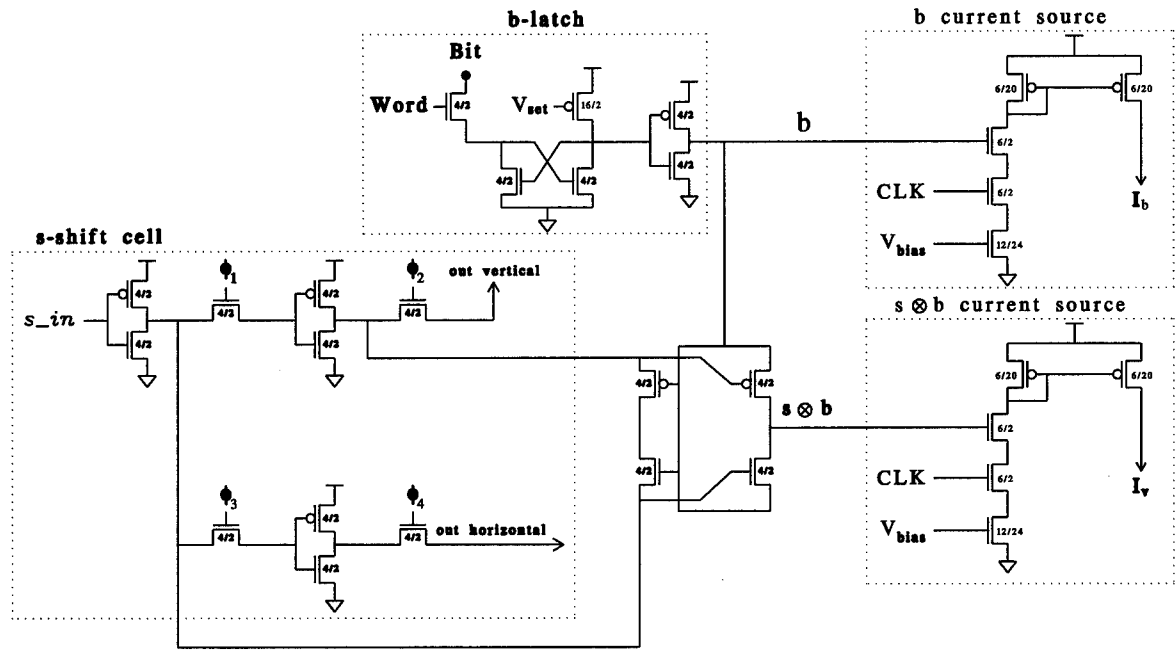 b-latch
b current source
Bit
Word
4/2
V_set
16/2
4/2
4/2
4/2
4/2
b
6/20
6/20
6/2
CLK
6/2
I_b
V_bias
12/24
s-shift cell
4/2
4/2
s_in
ϕ1
4/2
4/2
4/2
ϕ2
4/2
out vertical
s ⊗ b current source
4/2
4/2
4/2
4/2
s ⊗ b
6/20
6/20
6/2
CLK
6/2
I_v
V_bias
12/24
ϕ3
4/2
4/2
4/2
ϕ4
4/2
out horizontal